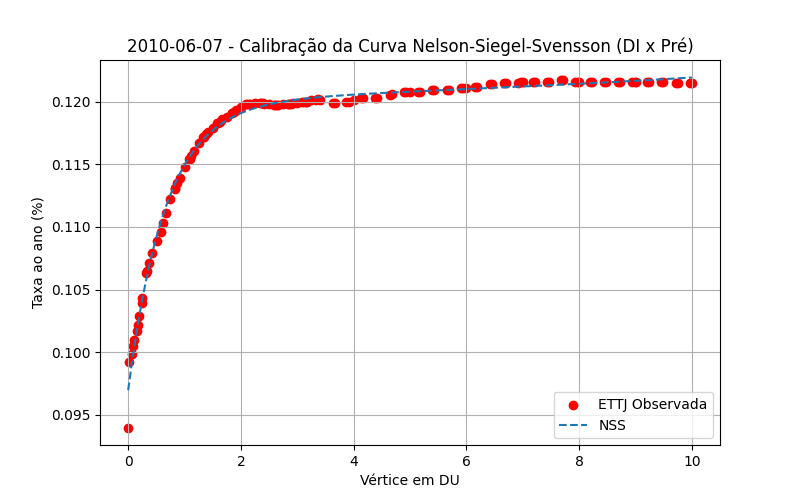 2010-06-07 - Calibração da Curva Nelson-Siegel-Svensson (DI x Pré)
Taxa ao ano (%)
0.120
0.115
0.110
0.105
0.100
0.095
ETTJ Observada
NSS
0 2 4 6 8 10
Vértice em DU